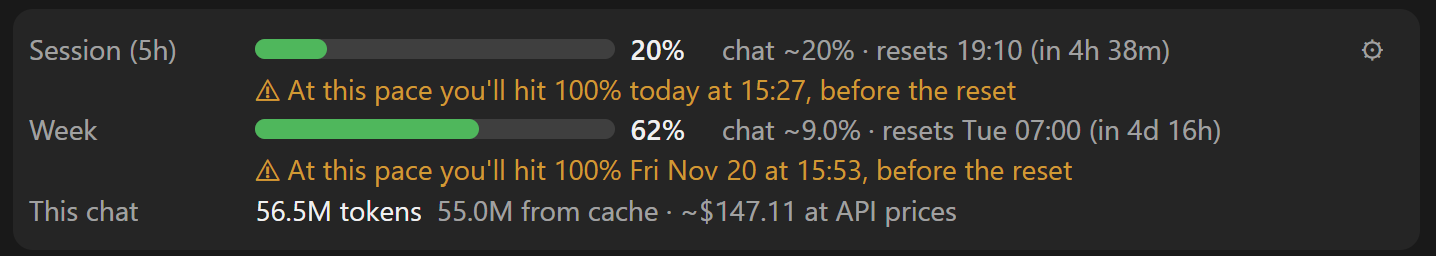 Session (5h) 20% chat ~20% · resets 19:10 (in 4h 38m)
⚠ At this pace you'll hit 100% today at 15:27, before the reset
Week 62% chat ~9.0% · resets Tue 07:00 (in 4d 16h)
⚠ At this pace you'll hit 100% Fri Nov 20 at 15:53, before the reset
This chat 56.5M tokens 55.0M from cache · ~$147.11 at API prices